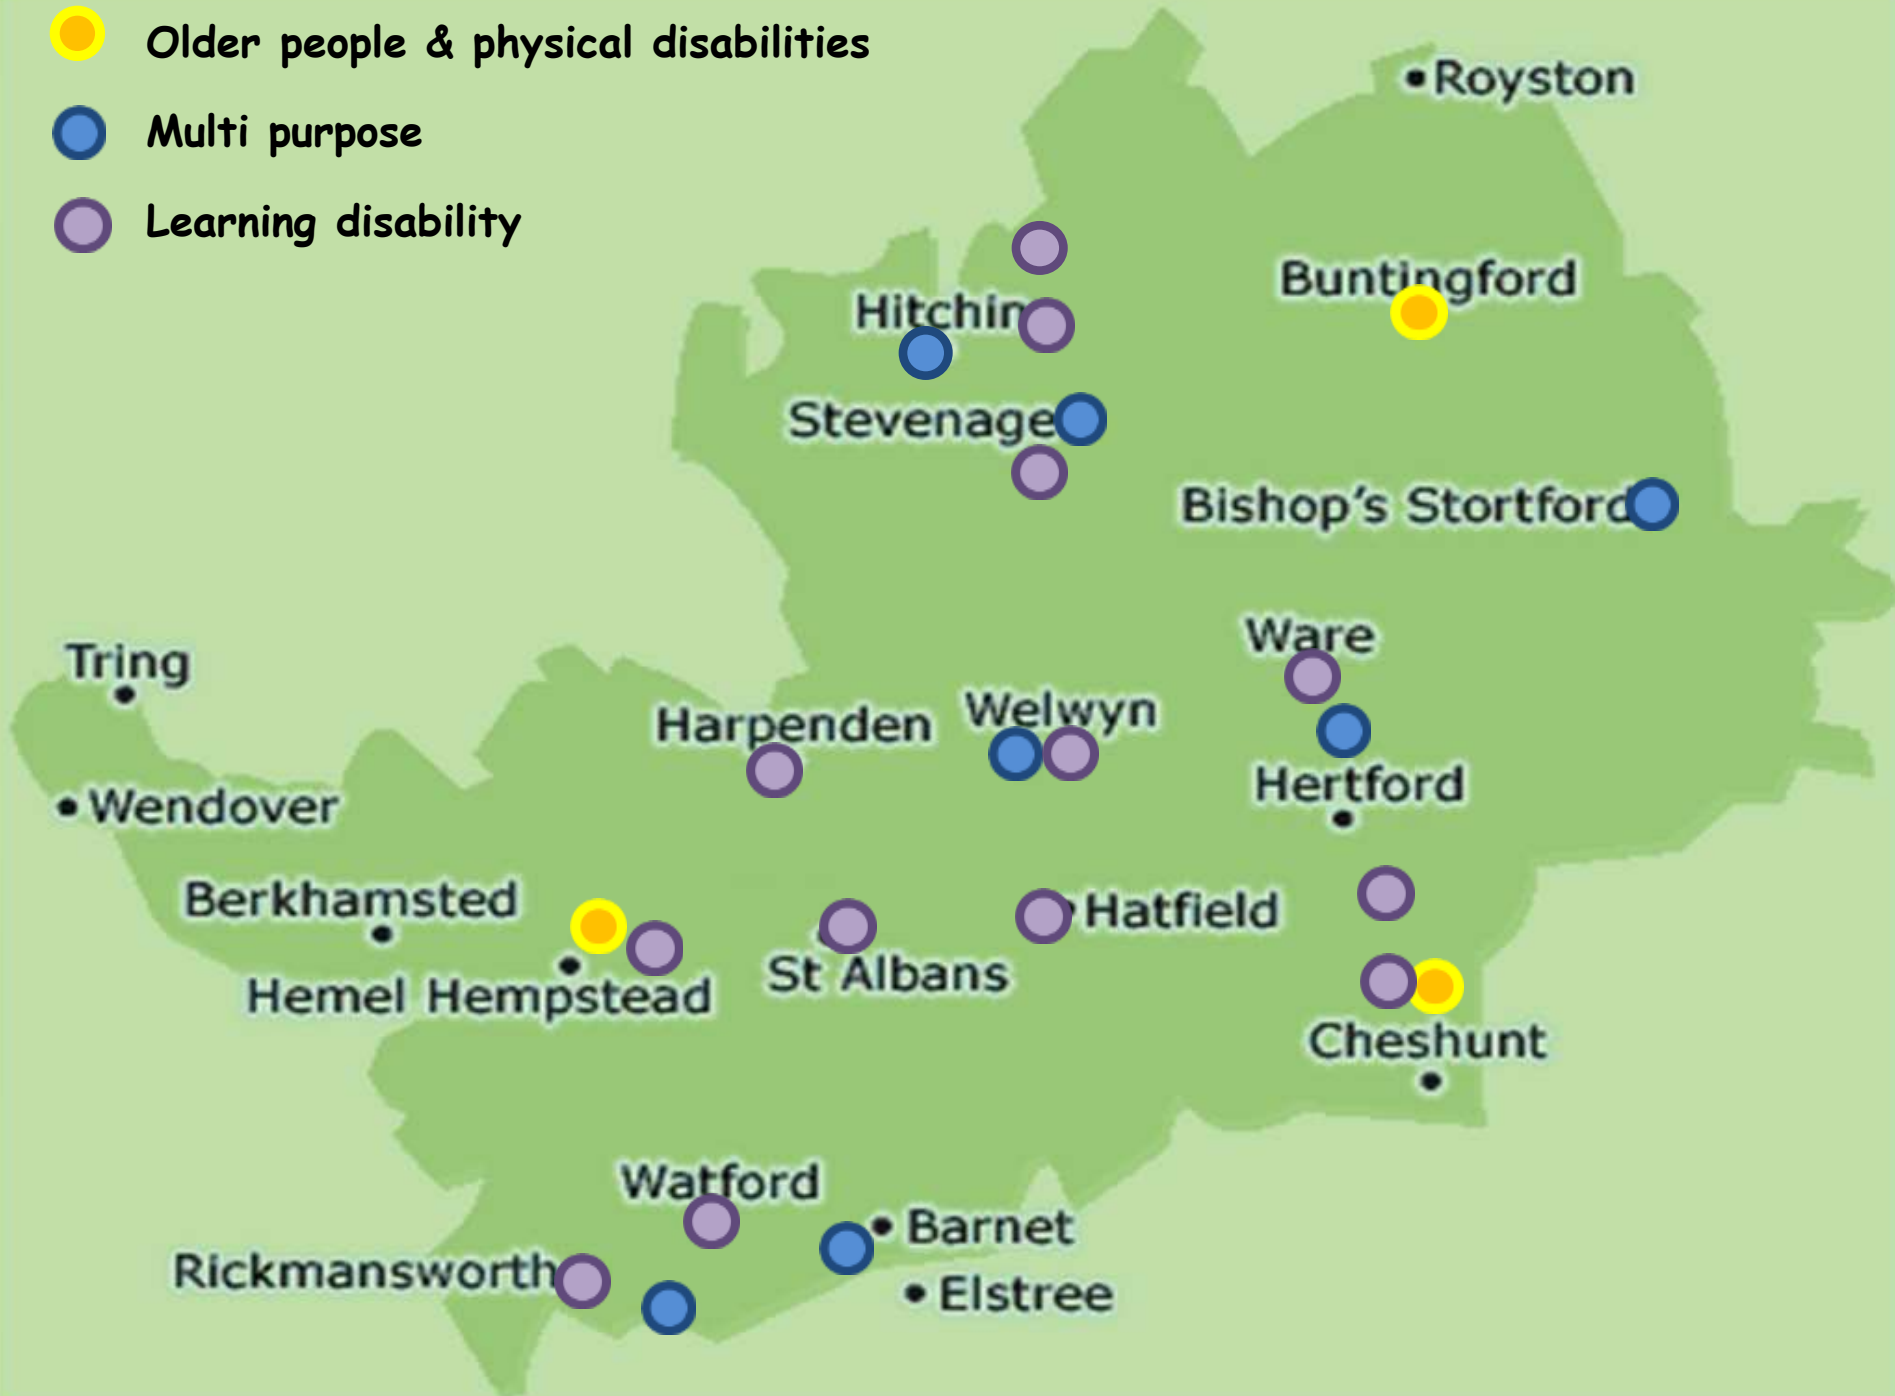 Older people & physical disabilities
Multi purpose
Learning disability
Royston
Buntingford
Hitchin
Stevenage
Bishop's Stortford
Ware
Tring
Welwyn
Harpenden
Hertford
Wendover
Berkhamsted
Hatfield
St Albans
Hemel Hempstead
Cheshunt
Watford
Barnet
Rickmansworth
Elstree